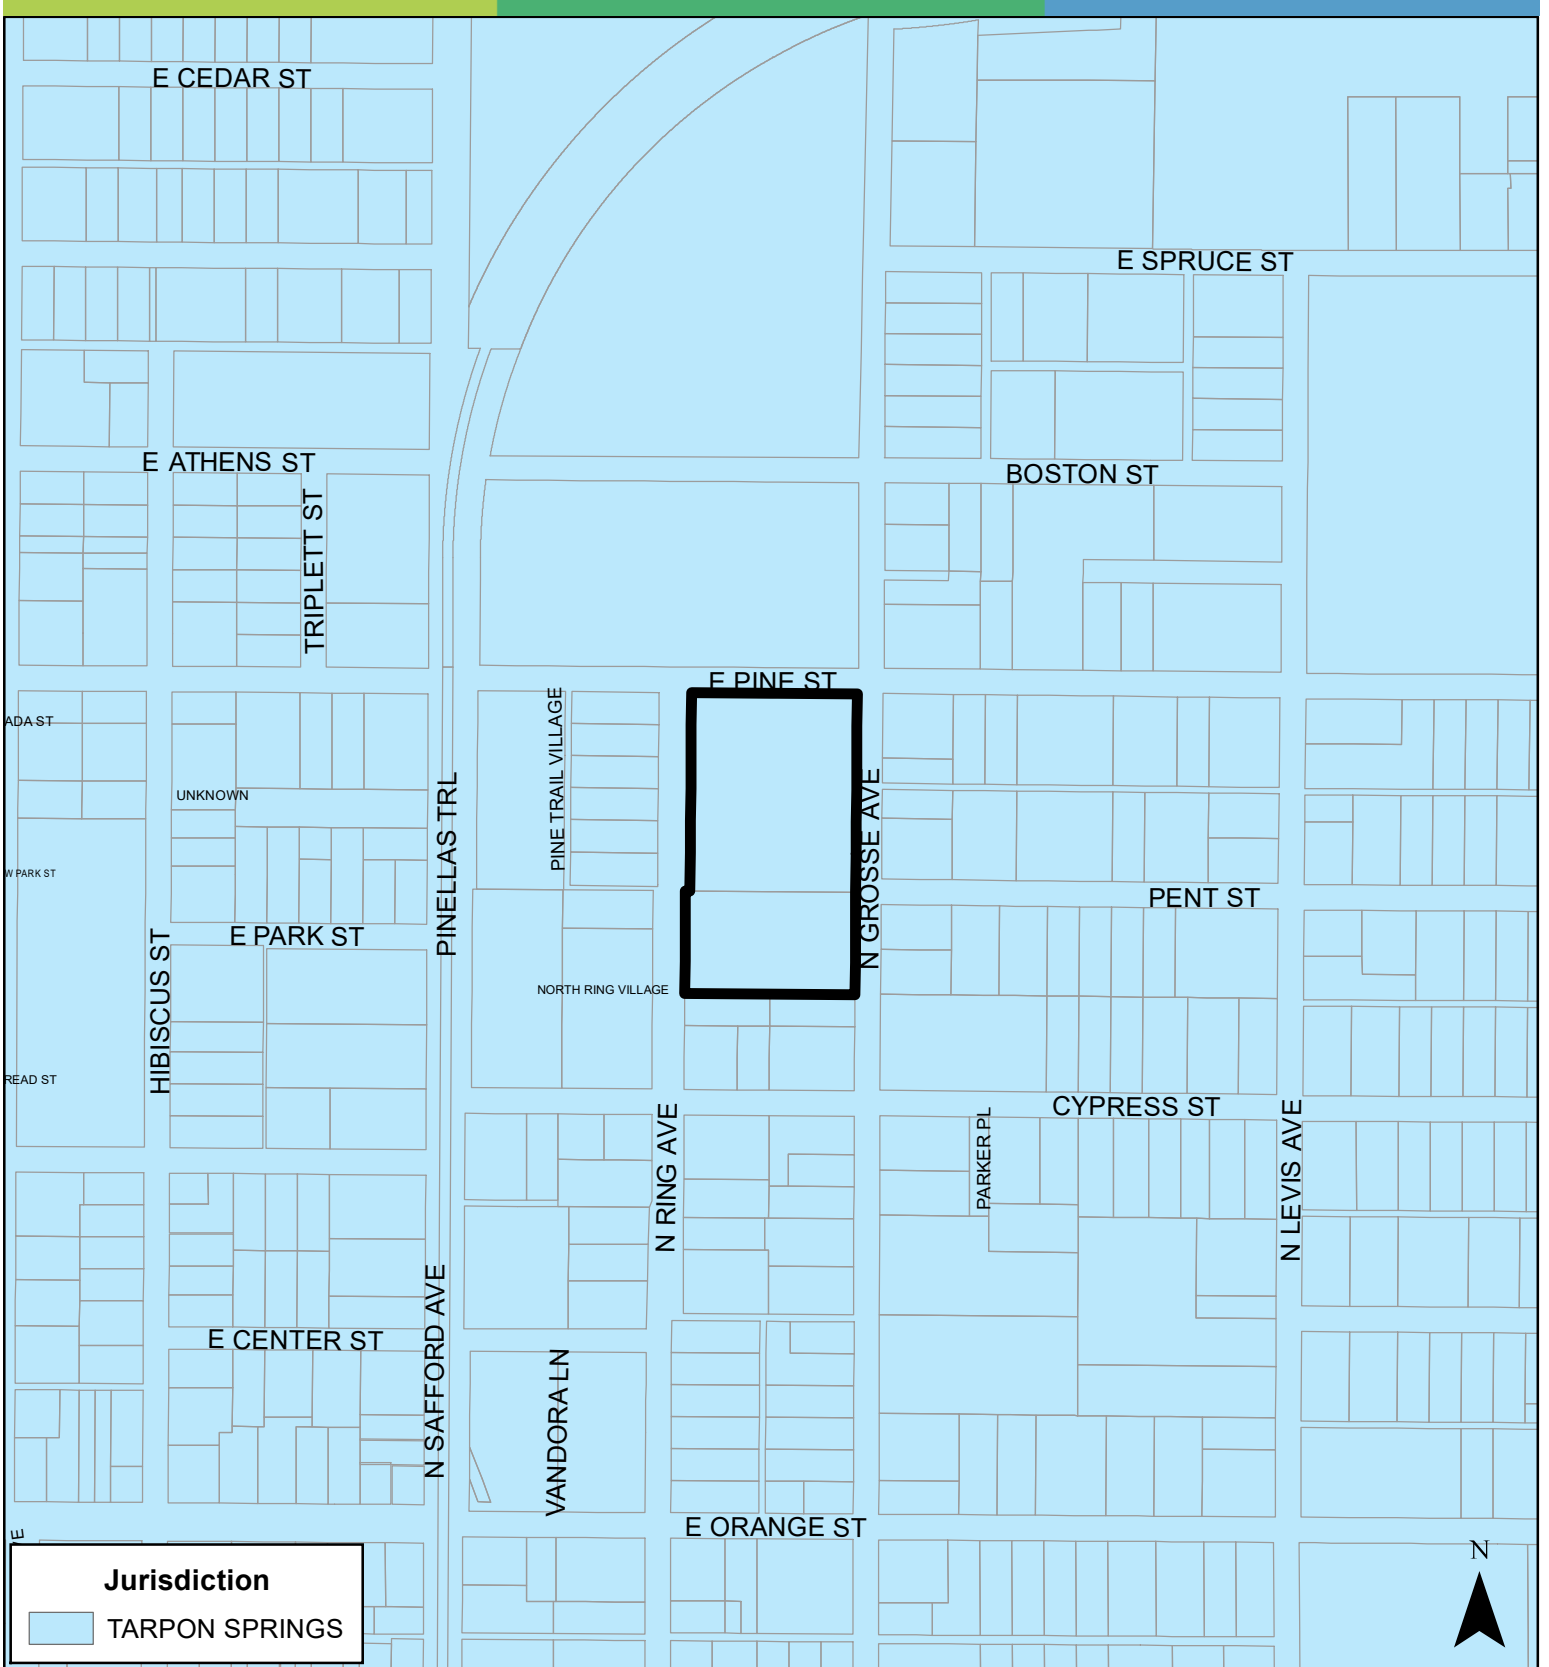 E CEDAR ST
E SPRUCE ST
E ATHENS ST
BOSTON ST
TRIPLETT ST
E PINE ST
PINE TRAIL VILLAGE
ADA ST
UNKNOWN
PINELLAS TRL
N GROSSE AVE
W PARK ST
PENT ST
E PARK ST
HIBISCUS ST
NORTH RING VILLAGE
READ ST
CYPRESS ST
N RING AVE
PARKER PL
N LEVIS AVE
N SAFFORD AVE
E CENTER ST
VANDORA LN
E ORANGE ST
VE
N
Jurisdiction
TARPON SPRINGS